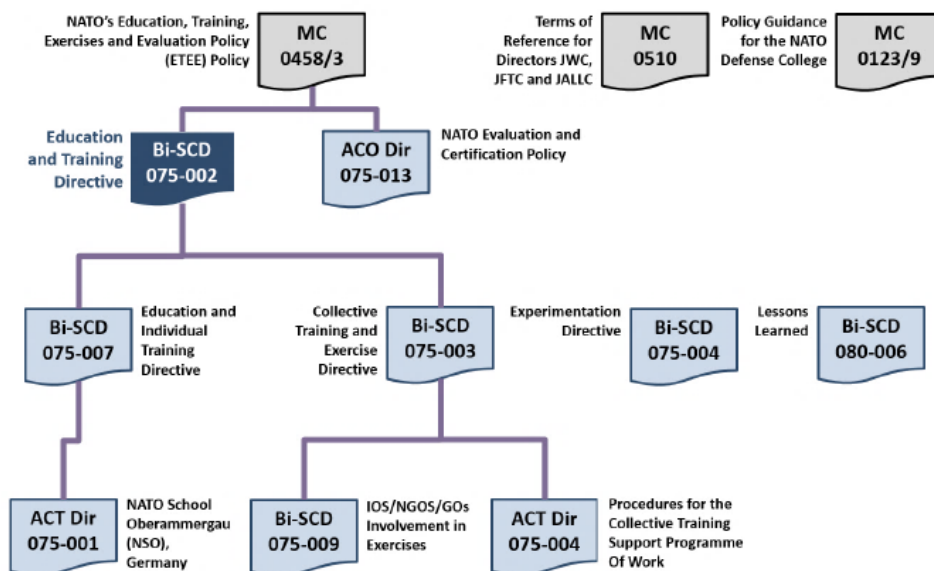 NATO's Education, Training,
Exercises and Evaluation Policy
(ETEE) Policy
MC
0458/3
Terms of
Reference for
Directors JWC,
JFTC and JALLC
MC
0510
Policy Guidance
for the NATO
Defense College
MC
0123/9
Education
and Training
Directive
Bi-SCD
075-002
ACO Dir
075-013
NATO Evaluation and
Certification Policy
Bi-SCD
075-007
Education and
Individual
Training
Directive
Collective
Training and
Exercise
Directive
Bi-SCD
075-003
Experimentation
Directive
Bi-SCD
075-004
Lessons
Learned
Bi-SCD
080-006
ACT Dir
075-001
NATO School
Oberammergau
(NSO),
Germany
Bi-SCD
075-009
IOS/NGOS/GOs
Involvement in
Exercises
ACT Dir
075-004
Procedures for the
Collective Training
Support Programme
Of Work